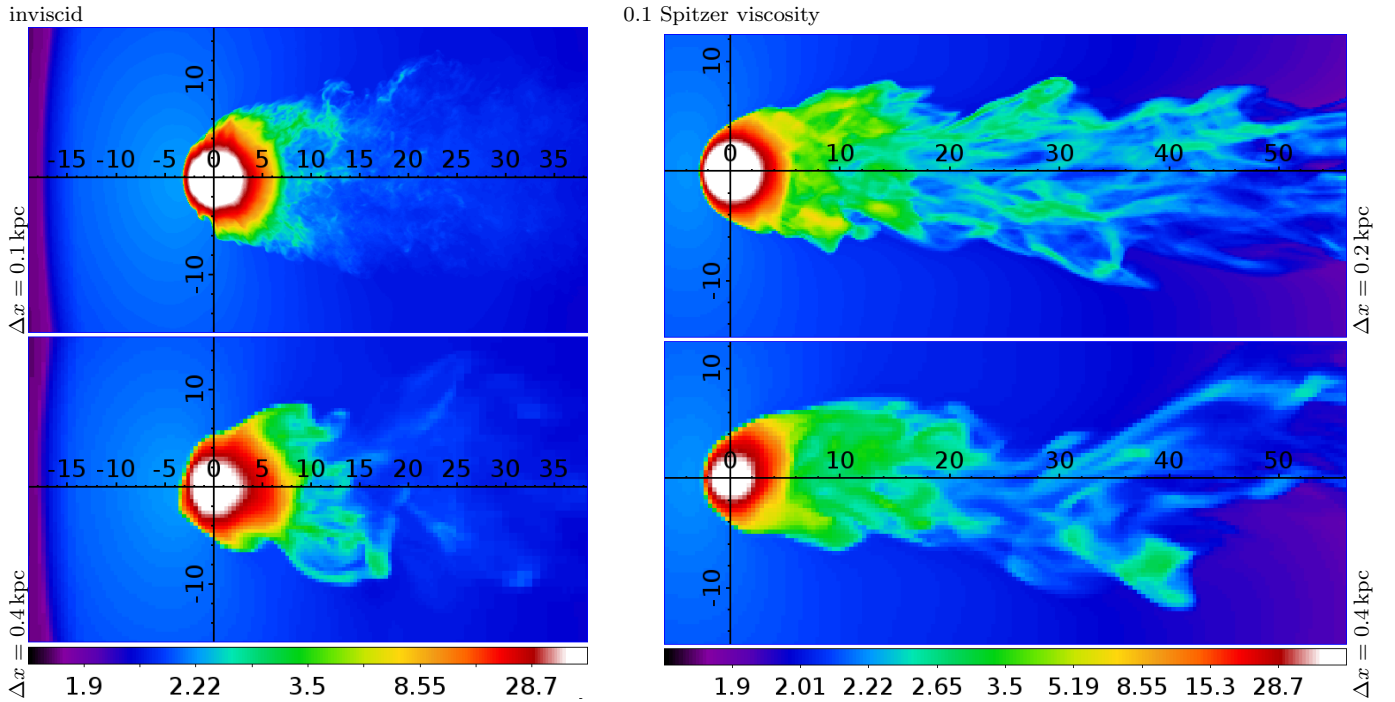 inviscid
0.1 Spitzer viscosity
10
-15 -10 -5 0 5 10 15 20 25 30 35
-10
Δx = 0.1 kpc
10
0 10 20 30 40 50
-10
Δx = 0.2 kpc
10
-15 -10 -5 0 5 10 15 20 25 30 35
-10
Δx = 0.4 kpc
10
0 10 20 30 40 50
-10
Δx = 0.4 kpc
1.9 2.22 3.5 8.55 28.7
1.9 2.01 2.22 2.65 3.5 5.19 8.55 15.3 28.7